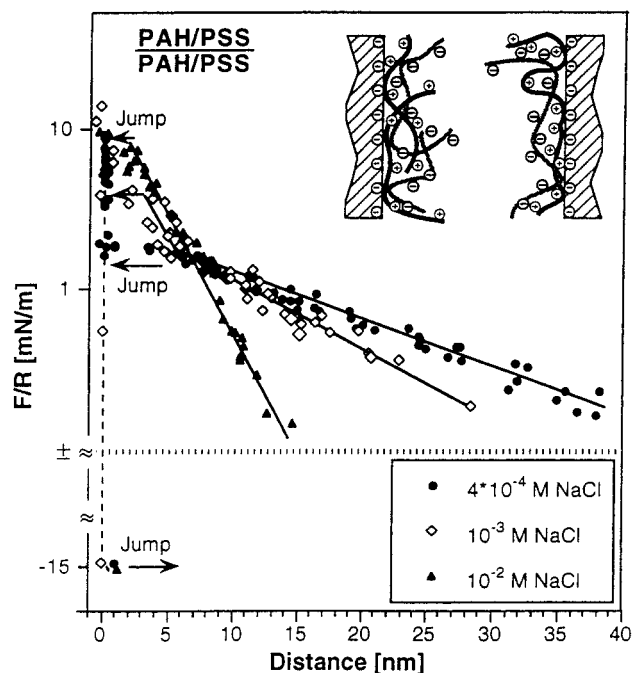 PAH/PSS
PAH/PSS
Jump
Jump
10
1
±
-15
F/R [mN/m]
Jump
4*10⁻⁴ M NaCl
10⁻³ M NaCl
10⁻² M NaCl
0 5 10 15 20 25 30 35 40
Distance [nm]